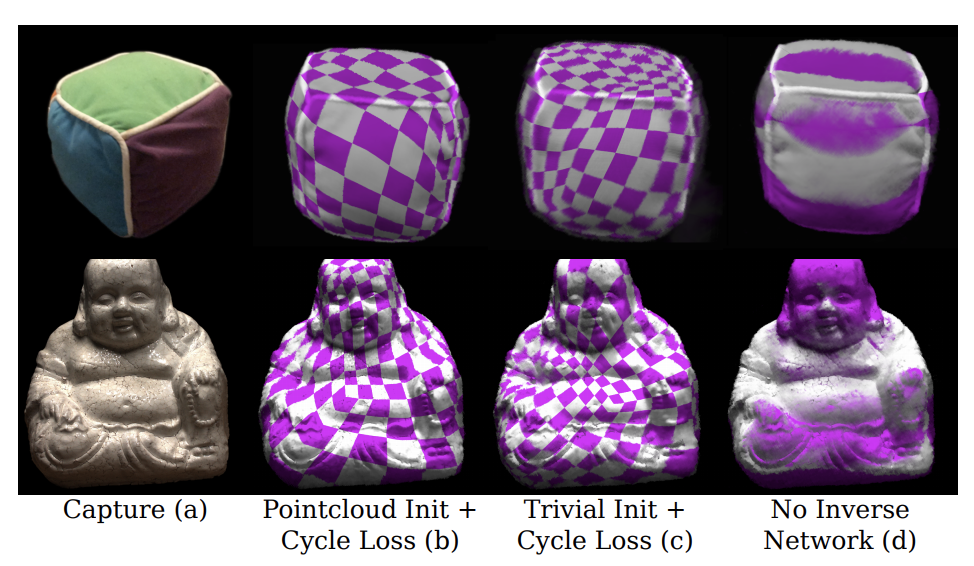 Capture (a)
Pointcloud Init +
Cycle Loss (b)
Trivial Init +
Cycle Loss (c)
No Inverse
Network (d)